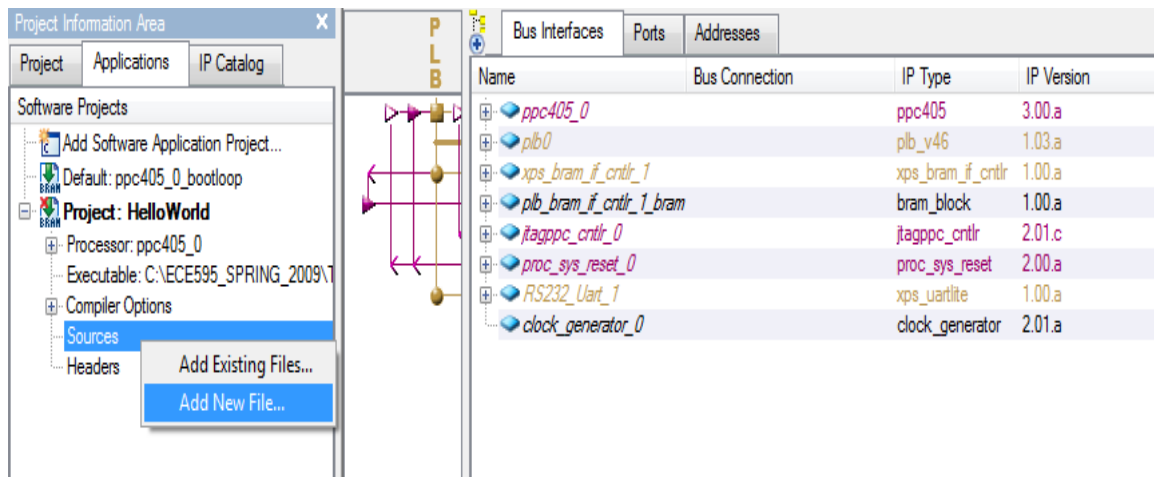 Project Information Area X
Project Applications IP Catalog
Software Projects
Add Software Application Project...
Default: ppc405_0_bootloop
Project: HelloWorld
Processor: ppc405_0
Executable: C:\ECE595_SPRING_2009\T
Compiler Options
Sources
Headers
Add Existing Files...
Add New File...
P
L
B
Bus Interfaces Ports Addresses
Name Bus Connection IP Type IP Version
ppc405_0 ppc405 3.00.a
plb0 plb_v46 1.03.a
xps_bram_if_cntlr_1 xps_bram_if_cntlr 1.00.a
plb_bram_if_cntlr_1_bram bram_block 1.00.a
jtagppc_cntlr_0 jtagppc_cntlr 2.01.c
proc_sys_reset_0 proc_sys_reset 2.00.a
RS232_Uart_1 xps_uartlite 1.00.a
clock_generator_0 clock_generator 2.01.a
BRAM
BRAM